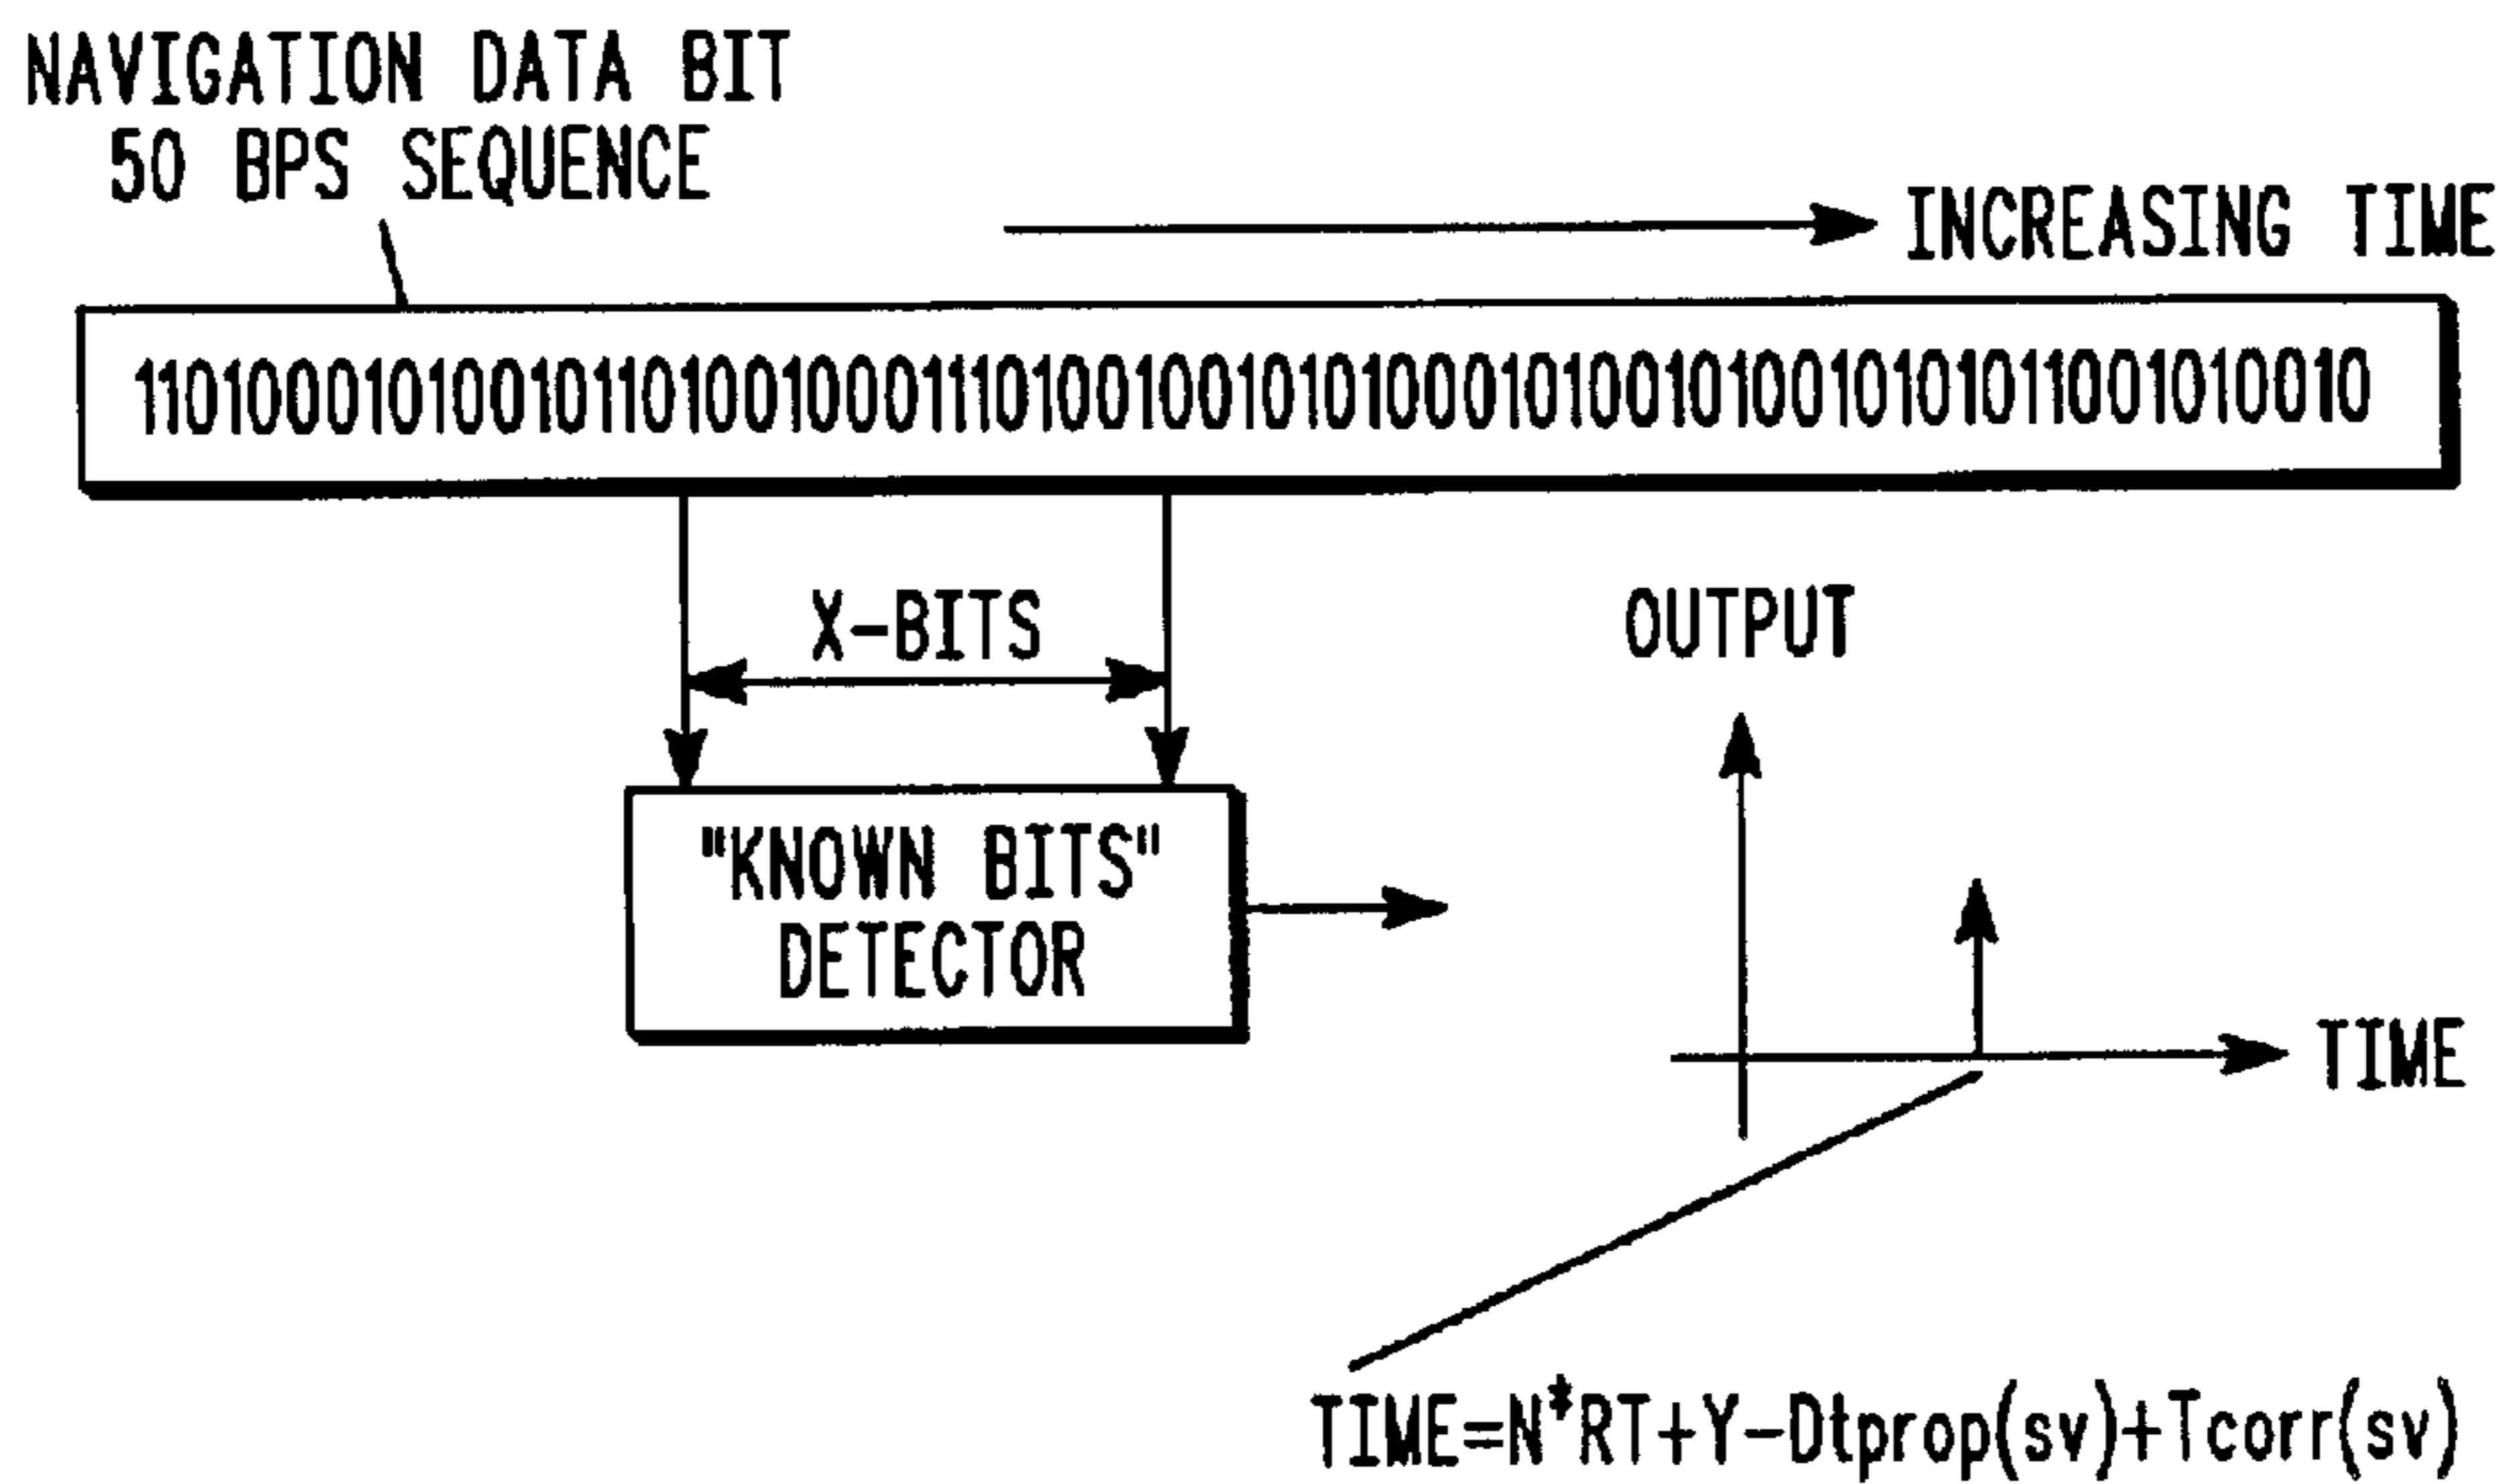 NAVIGATION DATA BIT
50 BPS SEQUENCE
INCREASING TIME
110100010100101101001000111010010010101000101001010010101011001010010
X-BITS
OUTPUT
"KNOWN BITS"
DETECTOR
TIME
TIME=N*RT+Y-Dtprop(sv)+Tcorr(sv)